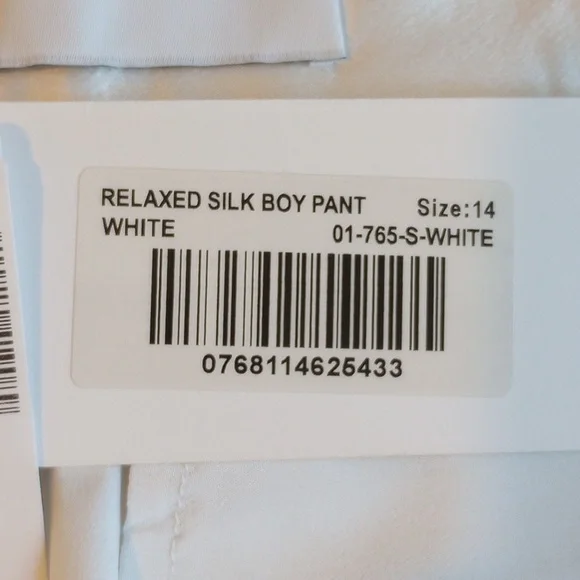 RELAXED SILK BOY PANT Size:14
WHITE 01-765-S-WHITE
0768114625433